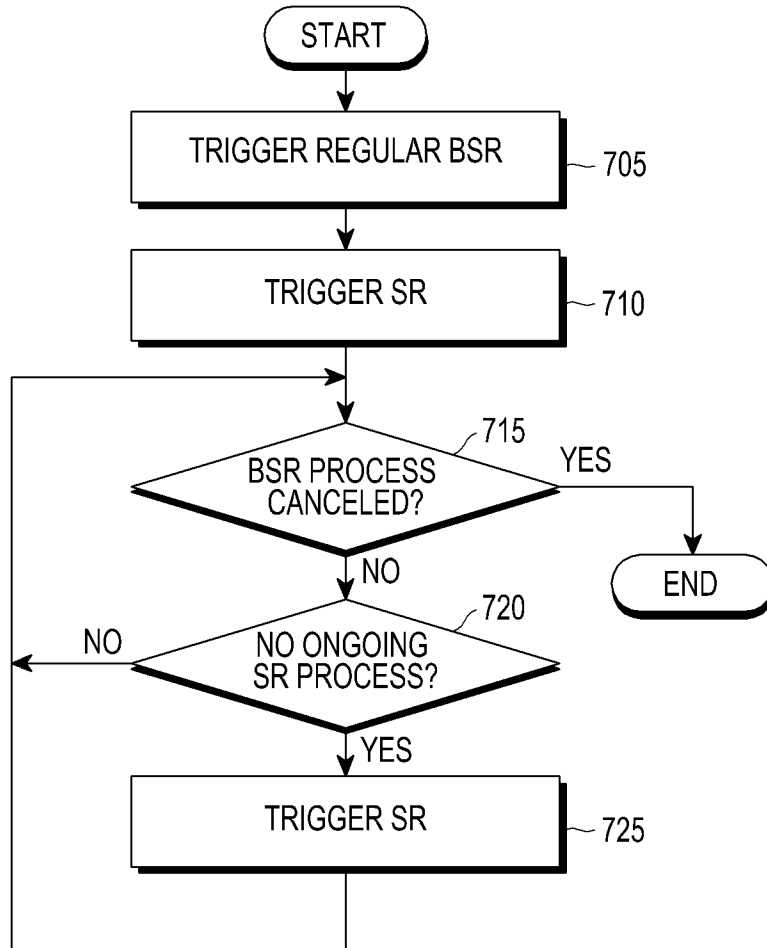 START
TRIGGER REGULAR BSR
705
TRIGGER SR
710
715
BSR PROCESS
CANCELED?
YES
NO
END
720
NO
NO ONGOING
SR PROCESS?
YES
TRIGGER SR
725